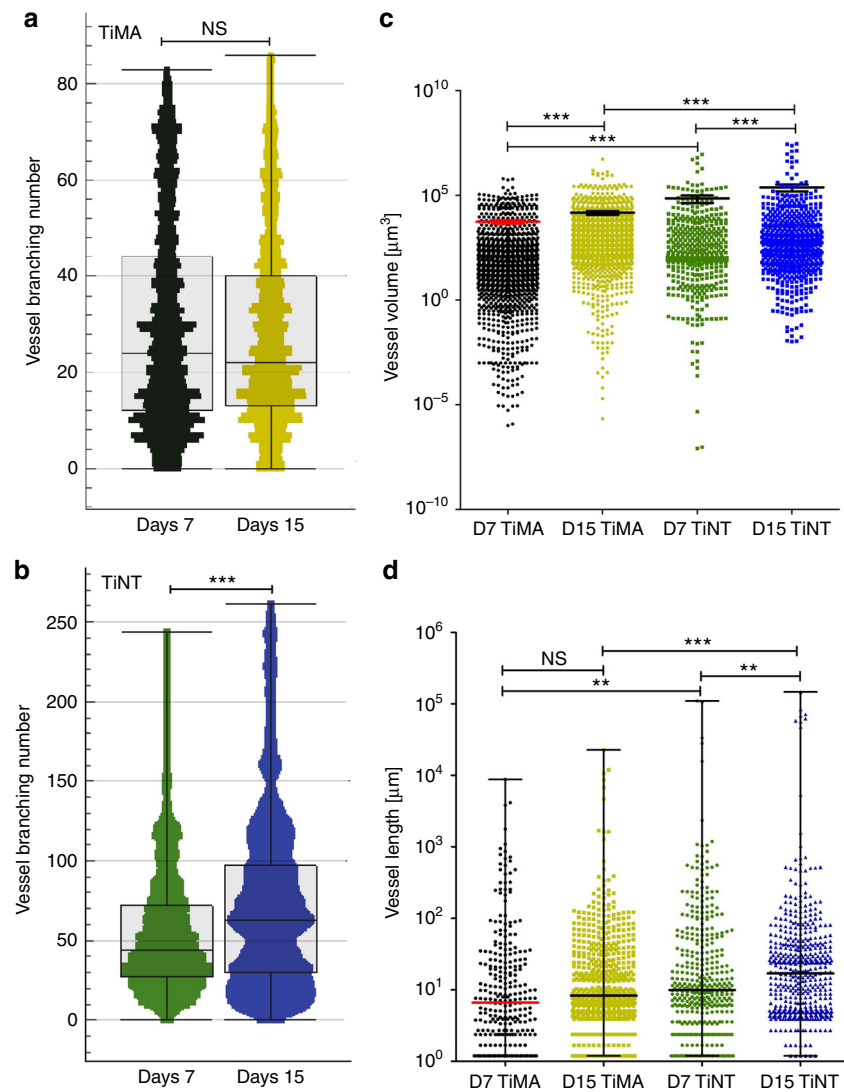 a
TiMA
NS
Vessel branching number
80
60
40
20
0
Days 7
Days 15
b
TiNT
***
Vessel branching number
250
200
150
100
50
0
Days 7
Days 15
c
Vessel volume [μm³]
10¹⁰
10⁵
10⁰
10⁻⁵
10⁻¹⁰
***
***
***
***
D7 TiMA
D15 TiMA
D7 TiNT
D15 TiNT
d
Vessel length [μm]
10⁶
10⁵
10⁴
10³
10²
10¹
10⁰
***
NS
**
**
D7 TiMA
D15 TiMA
D7 TiNT
D15 TiNT